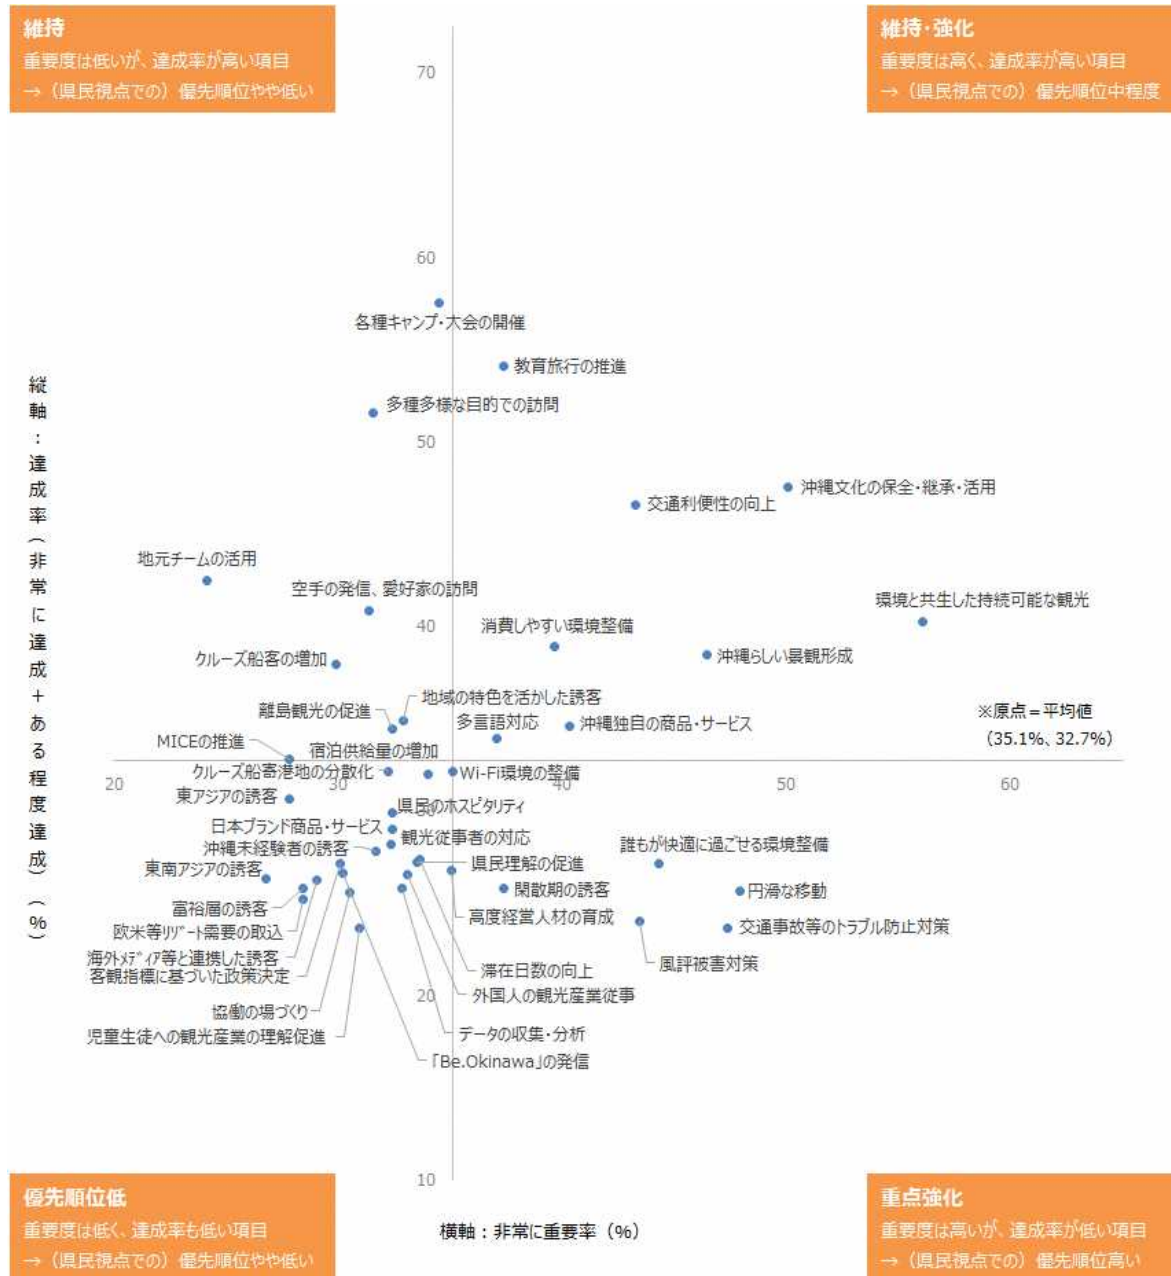 維持
重要度は低いが、達成率が高い項目
→（県民視点での）優先順位やや低い
維持･強化
重要度は高く、達成率が高い項目
→（県民視点での）優先順位中程度
70
60
各種キャンプ･大会の開催
教育旅行の推進
多種多様な目的での訪問
50
沖縄文化の保全･継承･活用
交通利便性の向上
地元チームの活用
空手の発信、愛好家の訪問
環境と共生した持続可能な観光
40
消費しやすい環境整備
沖縄らしい景観形成
クルーズ船客の増加
地域の特色を活かした誘客
離島観光の促進
多言語対応
沖縄独自の商品・サービス
※原点＝平均値
（35.1%、32.7%）
MICEの推進
宿泊供給量の増加
クルーズ船寄港地の分散化
Wi-Fi環境の整備
20
30
40
50
60
東アジアの誘客
県民のホスピタリティ
30
日本ブランド商品・サービス
観光従事者の対応
誰もが快適に過ごせる環境整備
沖縄未経験者の誘客
県民理解の促進
東南アジアの誘客
閑散期の誘客
円滑な移動
富裕層の誘客
高度経営人材の育成
交通事故等のトラブル防止対策
欧米等ﾘｿﾞｰﾄ需要の取込
海外ﾒﾃﾞｨｱ等と連携した誘客
風評被害対策
客観指標に基づいた政策決定
滞在日数の向上
20
外国人の観光産業従事
協働の場づくり
児童生徒への観光産業の理解促進
データの収集・分析
「Be.Okinawa」の発信
10
縦軸：達成率（非常に達成＋ある程度達成）（%）
横軸：非常に重要率（%）
優先順位低
重要度は低く、達成率も低い項目
→（県民視点での）優先順位やや低い
重点強化
重要度は高いが、達成率が低い項目
→（県民視点での）優先順位高い